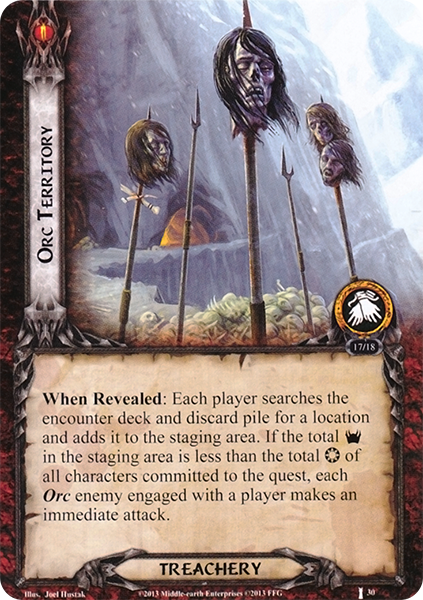 ORC TERRITORY
17/18
When Revealed: Each player searches the
encounter deck and discard pile for a location
and adds it to the staging area. If the total
in the staging area is less than the total of
all characters committed to the quest, each
Orc enemy engaged with a player makes an
immediate attack.
TREACHERY
Illus. Joel Hustak ©2013 Middle-earth Enterprises ©2013 FFG 30